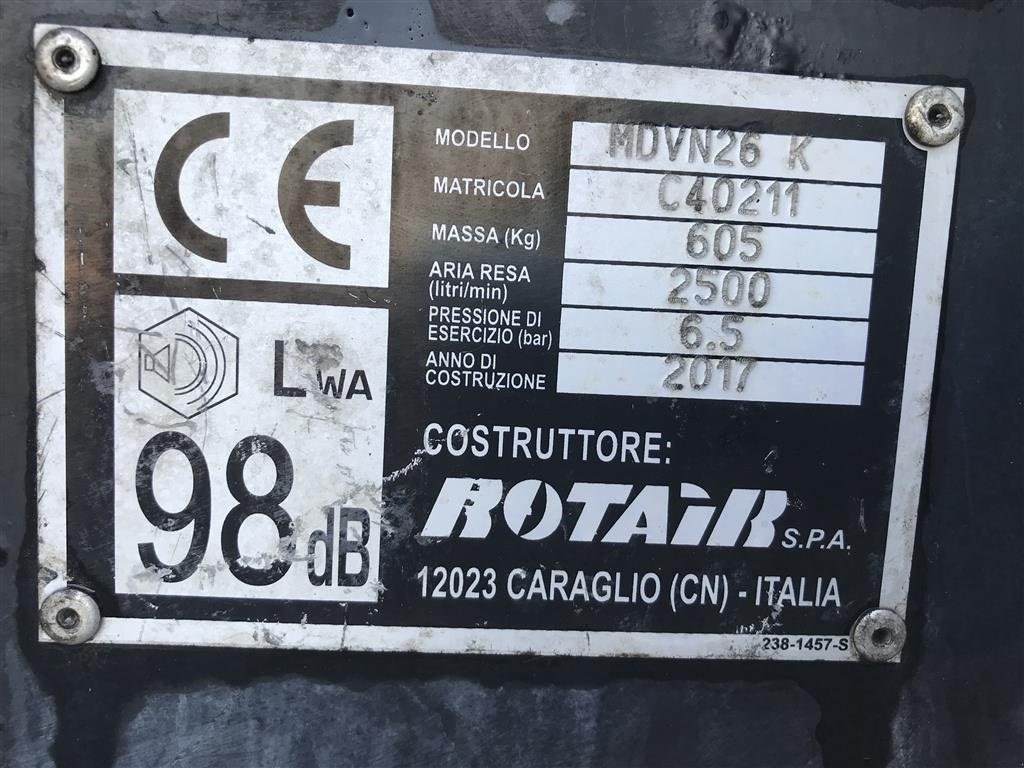 CE
MODELLO MDVN26 K
MATRICOLA C40211
MASSA (Kg) 605
ARIA RESA
(litri/min) 2500
PRESSIONE DI
ESERCIZIO (bar) 6.5
ANNO DI
COSTRUZIONE 2017
LWA
98 dB
COSTRUTTORE:
ROTAIR S.P.A.
12023 CARAGLIO (CN) - ITALIA
238-1457-S